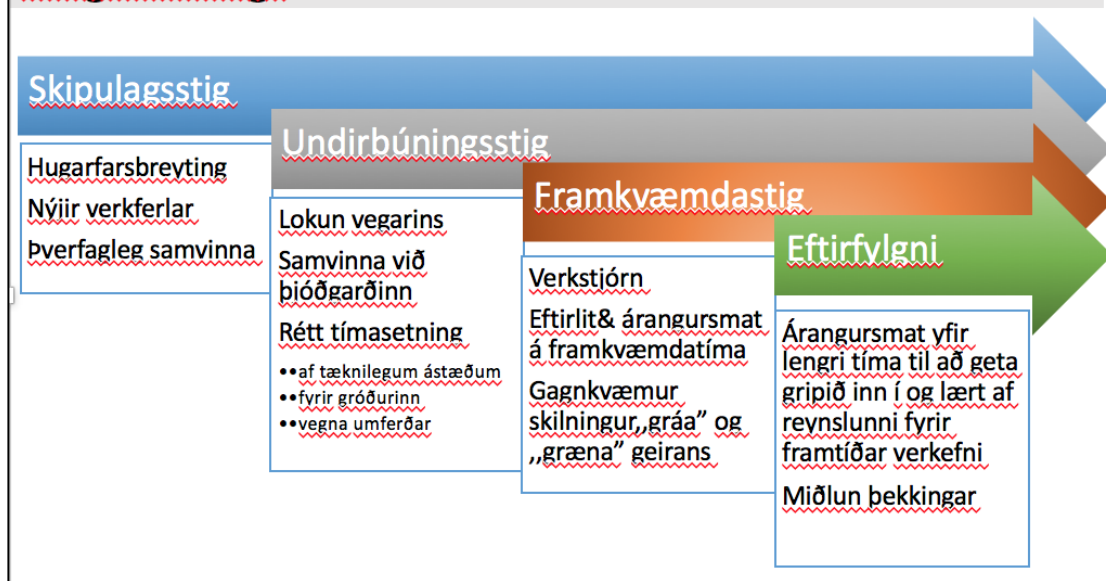 Skipulagsstig
Hugarfarsbreyting
Nýjir verkferlar
Þverfagleg samvinna
Undirbúningsstig
Lokun vegarins
Samvinna við
þjóðgarðinn
Rétt tímasetning
••af tæknilegum ástæðum
••fyrir gróðurinn
••vegna umferðar
Framkvæmdastig
Verkstjórn
Eftirlit& árangursmat
á framkvæmdatíma
Gagnkvæmur
skilningur,,gráa” og
,,græna” geirans
Eftirfylgni
Árangursmat yfir
lengri tíma til að geta
gripið inn í og lært af
reynslunni fyrir
framtíðar verkefni
Miðlun þekkingar